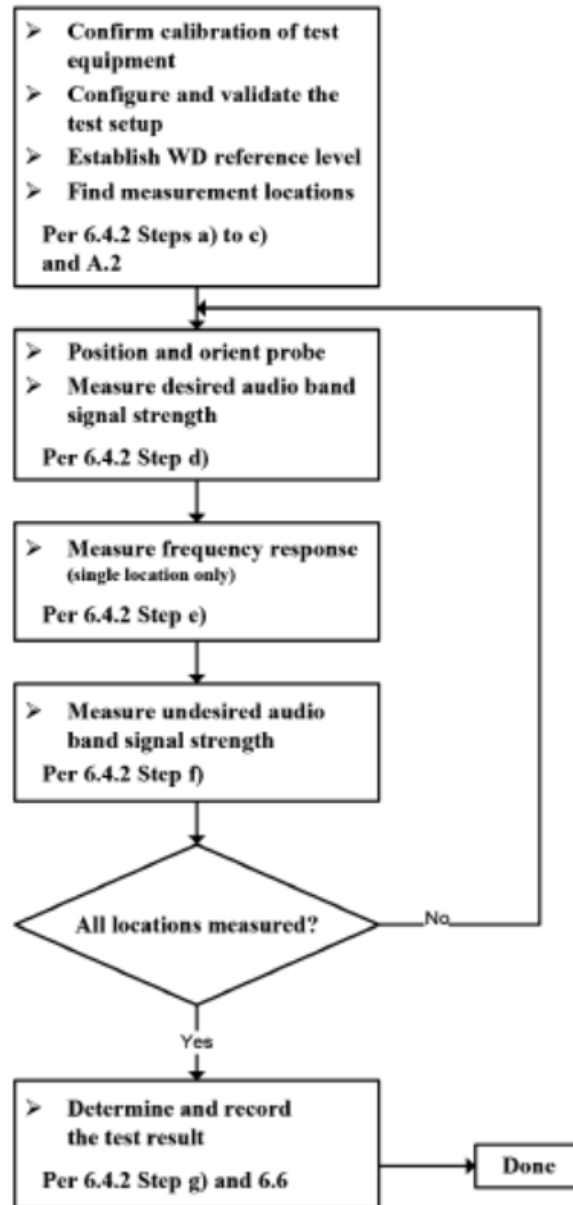 ➢ Confirm calibration of test
equipment
➢ Configure and validate the
test setup
➢ Establish WD reference level
➢ Find measurement locations
Per 6.4.2 Steps a) to c)
and A.2
➢ Position and orient probe
➢ Measure desired audio band
signal strength
Per 6.4.2 Step d)
➢ Measure frequency response
(single location only)
Per 6.4.2 Step e)
➢ Measure undesired audio
band signal strength
Per 6.4.2 Step f)
All locations measured?
No
Yes
➢ Determine and record
the test result
Per 6.4.2 Step g) and 6.6
Done